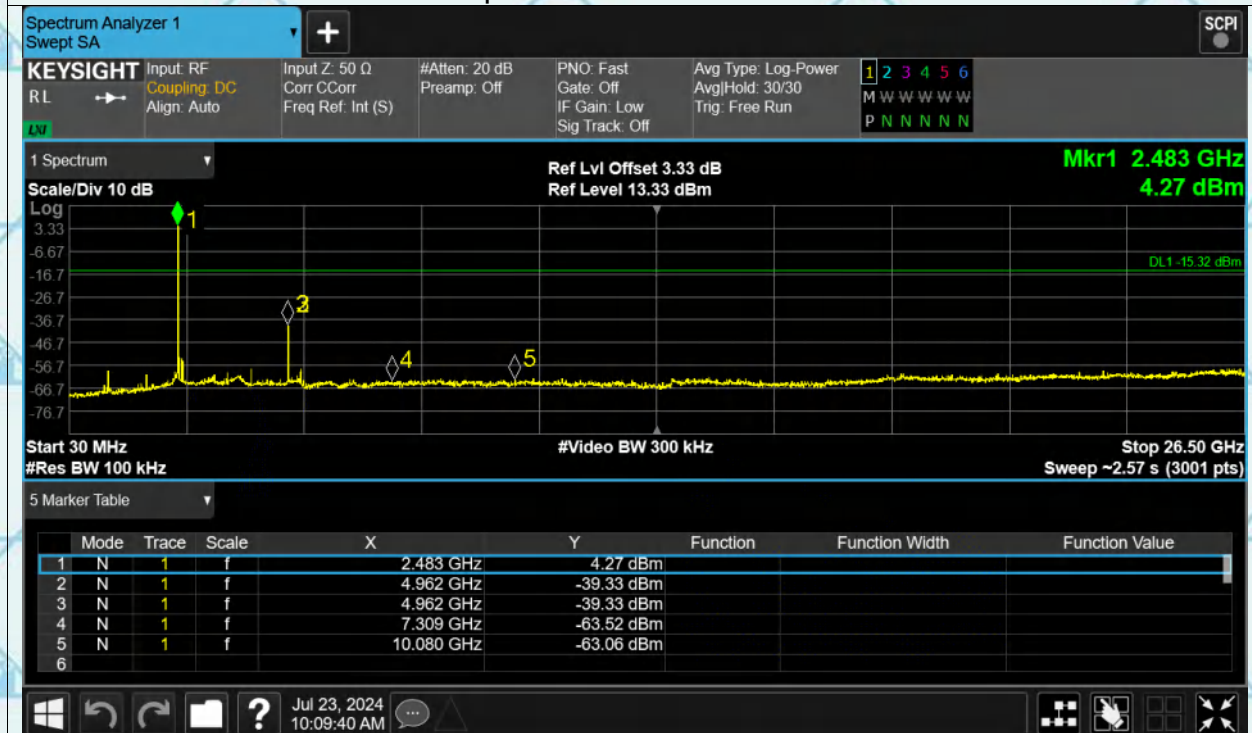 Spectrum Analyzer 1
Swept SA
+
SCPI
KEYSIGHT
RL
LXI
Input: RF
Coupling: DC
Align: Auto
Input Z: 50 Ω
Corr CCorr
Freq Ref: Int (S)
#Atten: 20 dB
Preamp: Off
PNO: Fast
Gate: Off
IF Gain: Low
Sig Track: Off
Avg Type: Log-Power
Avg|Hold: 30/30
Trig: Free Run
1 2 3 4 5 6
M W W W W W
P N N N N N
1 Spectrum
Scale/Div 10 dB
Ref Lvl Offset 3.33 dB
Ref Level 13.33 dBm
Mkr1 2.483 GHz
4.27 dBm
Log
3.33
-6.67
-16.7
-26.7
-36.7
-46.7
-56.7
-66.7
-76.7
1
3
4
5
DL1 -15.32 dBm
Start 30 MHz
#Video BW 300 kHz
Stop 26.50 GHz
#Res BW 100 kHz
Sweep ~2.57 s (3001 pts)
5 Marker Table
Mode Trace Scale X Y Function Function Width Function Value
1 N 1 f 2.483 GHz 4.27 dBm
2 N 1 f 4.962 GHz -39.33 dBm
3 N 1 f 4.962 GHz -39.33 dBm
4 N 1 f 7.309 GHz -63.52 dBm
5 N 1 f 10.080 GHz -63.06 dBm
6
?
Jul 23, 2024
10:09:40 AM